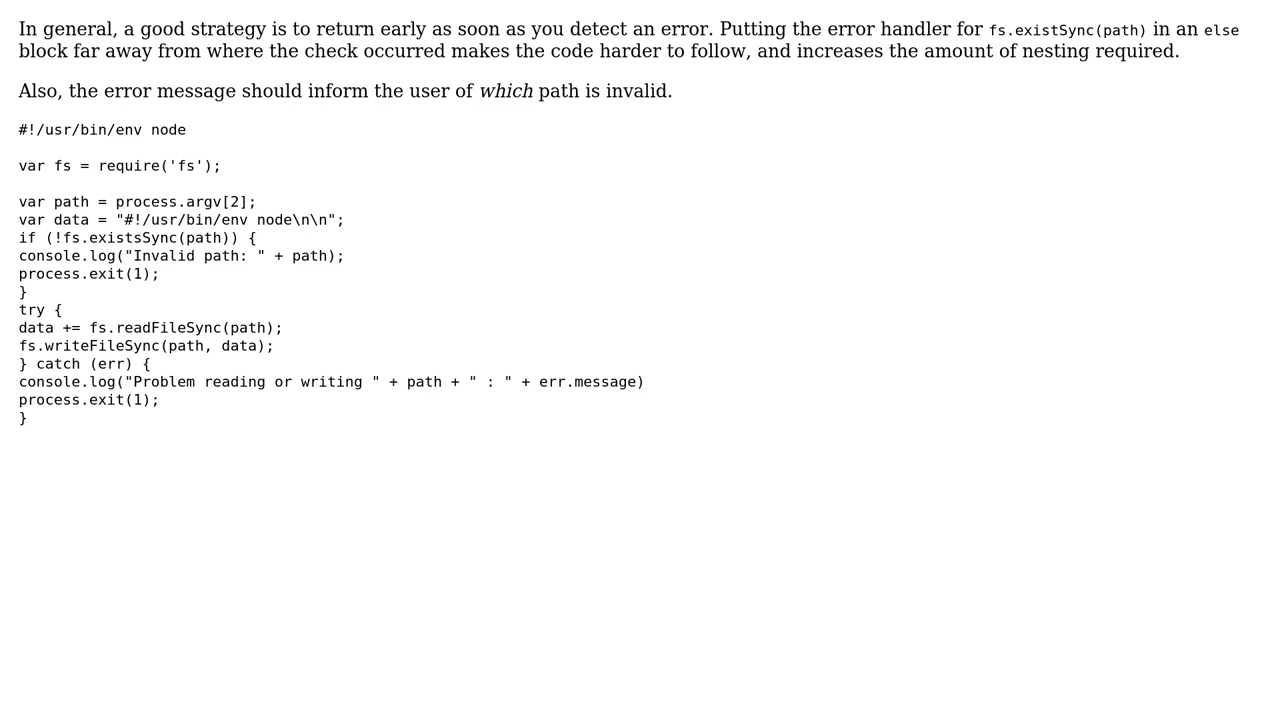 In general, a good strategy is to return early as soon as you detect an error. Putting the error handler for fs.existSync(path) in an else
block far away from where the check occurred makes the code harder to follow, and increases the amount of nesting required.
Also, the error message should inform the user of which path is invalid.
#!/usr/bin/env node
var fs = require('fs');
var path = process.argv[2];
var data = "#!/usr/bin/env node\n\n";
if (!fs.existsSync(path)) {
console.log("Invalid path: " + path);
process.exit(1);
}
try {
data += fs.readFileSync(path);
fs.writeFileSync(path, data);
} catch (err) {
console.log("Problem reading or writing " + path + " : " + err.message)
process.exit(1);
}